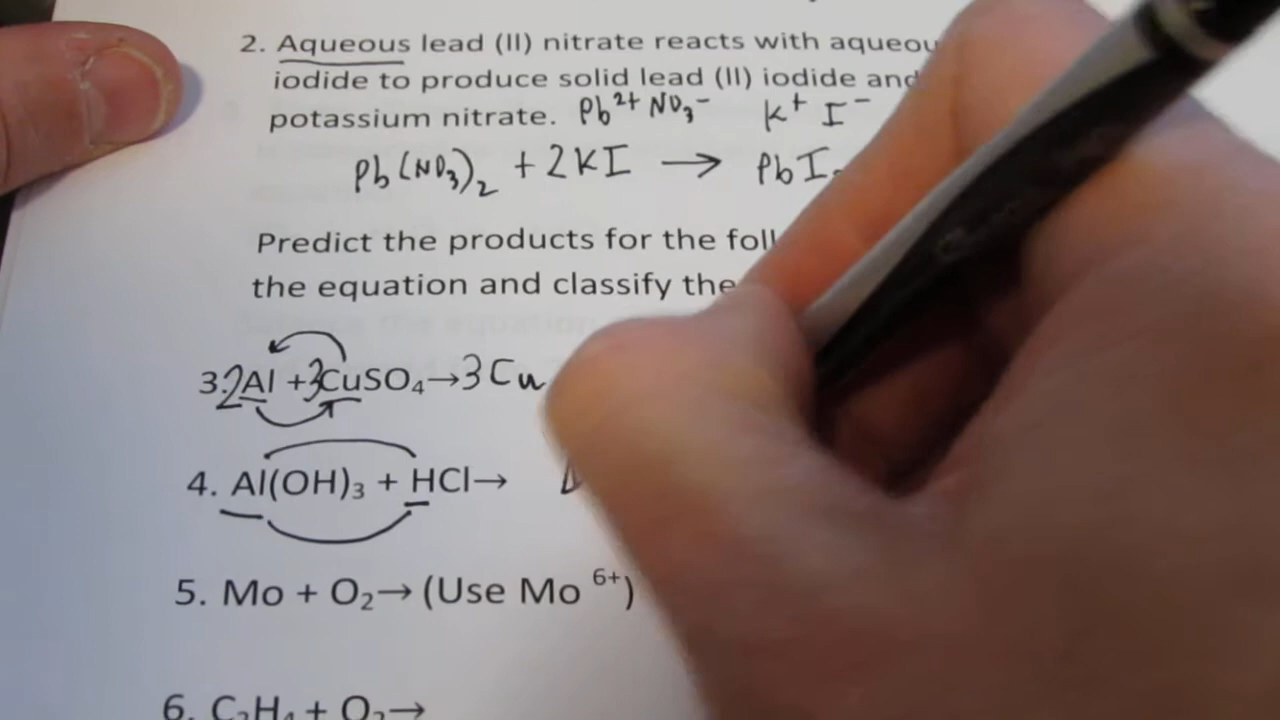 2. Aqueous lead (II) nitrate reacts with
iodide to produce solid lead (II) iodide and
potassium nitrate. Pb²⁺ NO₃⁻ K⁺ I⁻
Pb(NO₃)₂ + 2KI → PbI
Predict the products for the
the equation and classify the
3. 2Al + 3CuSO₄→ 3Cu
4. Al(OH)₃ + HCl→
5. Mo + O₂→ (Use Mo ⁶⁺)
6. C₂H₄ + O₂→